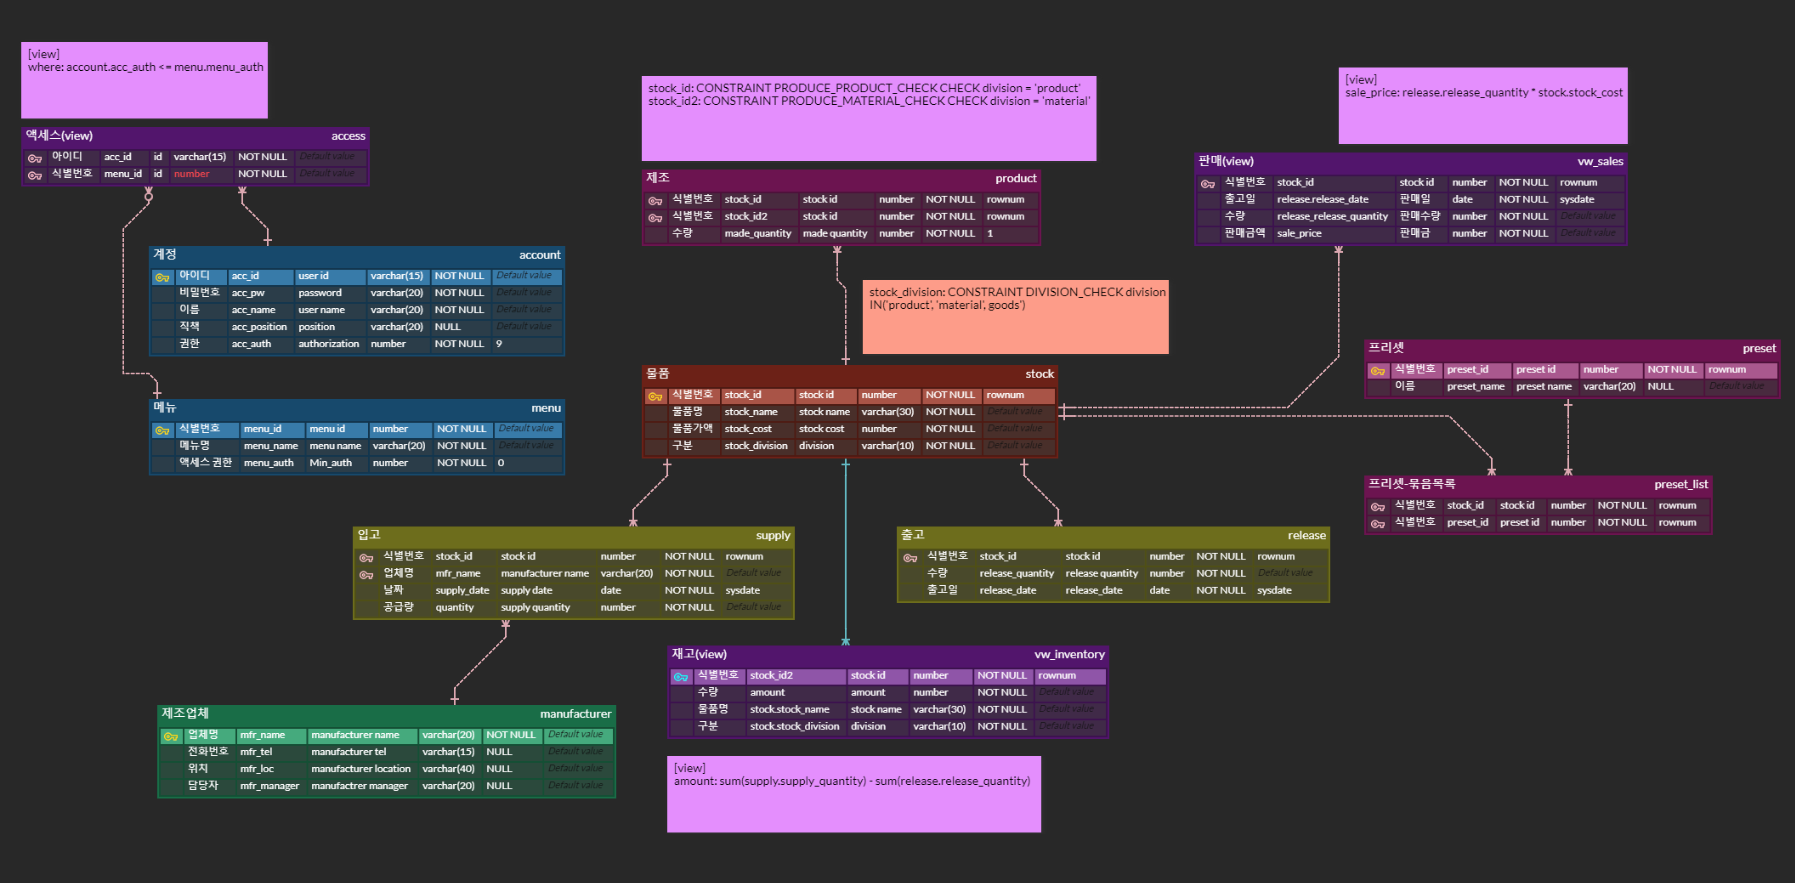 [view]
where: account.acc_auth <= menu.menu_auth
액세스(view) access
아이디 acc_id id varchar(15) NOT NULL Default value
식별번호 menu_id id number NOT NULL Default value
계정 account
아이디 acc_id user id varchar(15) NOT NULL Default value
비밀번호 acc_pw password varchar(20) NOT NULL Default value
이름 acc_name user name varchar(20) NOT NULL Default value
직책 acc_position position varchar(20) NULL Default value
권한 acc_auth authorization number NOT NULL 9
메뉴 menu
식별번호 menu_id menu id number NOT NULL Default value
메뉴명 menu_name menu name varchar(20) NOT NULL Default value
액세스 권한 menu_auth Min_auth number NOT NULL 0
stock_id: CONSTRAINT PRODUCE_PRODUCT_CHECK CHECK division = 'product'
stock_id2: CONSTRAINT PRODUCE_MATERIAL_CHECK CHECK division = 'material'
제조 product
식별번호 stock_id stock id number NOT NULL rownum
식별번호 stock_id2 stock id number NOT NULL rownum
수량 made_quantity made quantity number NOT NULL 1
stock_division: CONSTRAINT DIVISION_CHECK division
IN('product', 'material', goods')
물품 stock
식별번호 stock_id stock id number NOT NULL rownum
물품명 stock_name stock name varchar(30) NOT NULL Default value
물품가액 stock_cost stock cost number NOT NULL Default value
구분 stock_division division varchar(10) NOT NULL Default value
[view]
sale_price: release.release_quantity * stock.stock_cost
판매(view) vw_sales
식별번호 stock_id stock id number NOT NULL rownum
출고일 release.release_date 판매일 date NOT NULL sysdate
수량 release_release_quantity 판매수량 number NOT NULL Default value
판매금액 sale_price 판매금 number NOT NULL Default value
프리셋 preset
식별번호 preset_id preset id number NOT NULL rownum
이름 preset_name preset name varchar(20) NULL Default value
프리셋-묶음목록 preset_list
식별번호 stock_id stock id number NOT NULL rownum
식별번호 preset_id preset id number NOT NULL rownum
입고 supply
식별번호 stock_id stock id number NOT NULL rownum
업체명 mfr_name manufacturer name varchar(20) NOT NULL Default value
날짜 supply_date supply date date NOT NULL sysdate
공급량 quantity supply quantity number NOT NULL Default value
출고 release
식별번호 stock_id stock id number NOT NULL rownum
수량 release_quantity release quantity number NOT NULL Default value
출고일 release_date release_date date NOT NULL sysdate
재고(view) vw_inventory
식별번호 stock_id2 stock id number NOT NULL rownum
수량 amount amount number NOT NULL Default value
물품명 stock.stock_name stock name varchar(30) NOT NULL Default value
구분 stock.stock_division division varchar(10) NOT NULL Default value
[view]
amount: sum(supply.supply_quantity) - sum(release.release_quantity)
제조업체 manufacturer
업체명 mfr_name manufacturer name varchar(20) NOT NULL Default value
전화번호 mfr_tel manufacturer tel varchar(15) NULL Default value
위치 mfr_loc manufacturer location varchar(40) NULL Default value
담당자 mfr_manager manufactrer manager varchar(20) NULL Default value